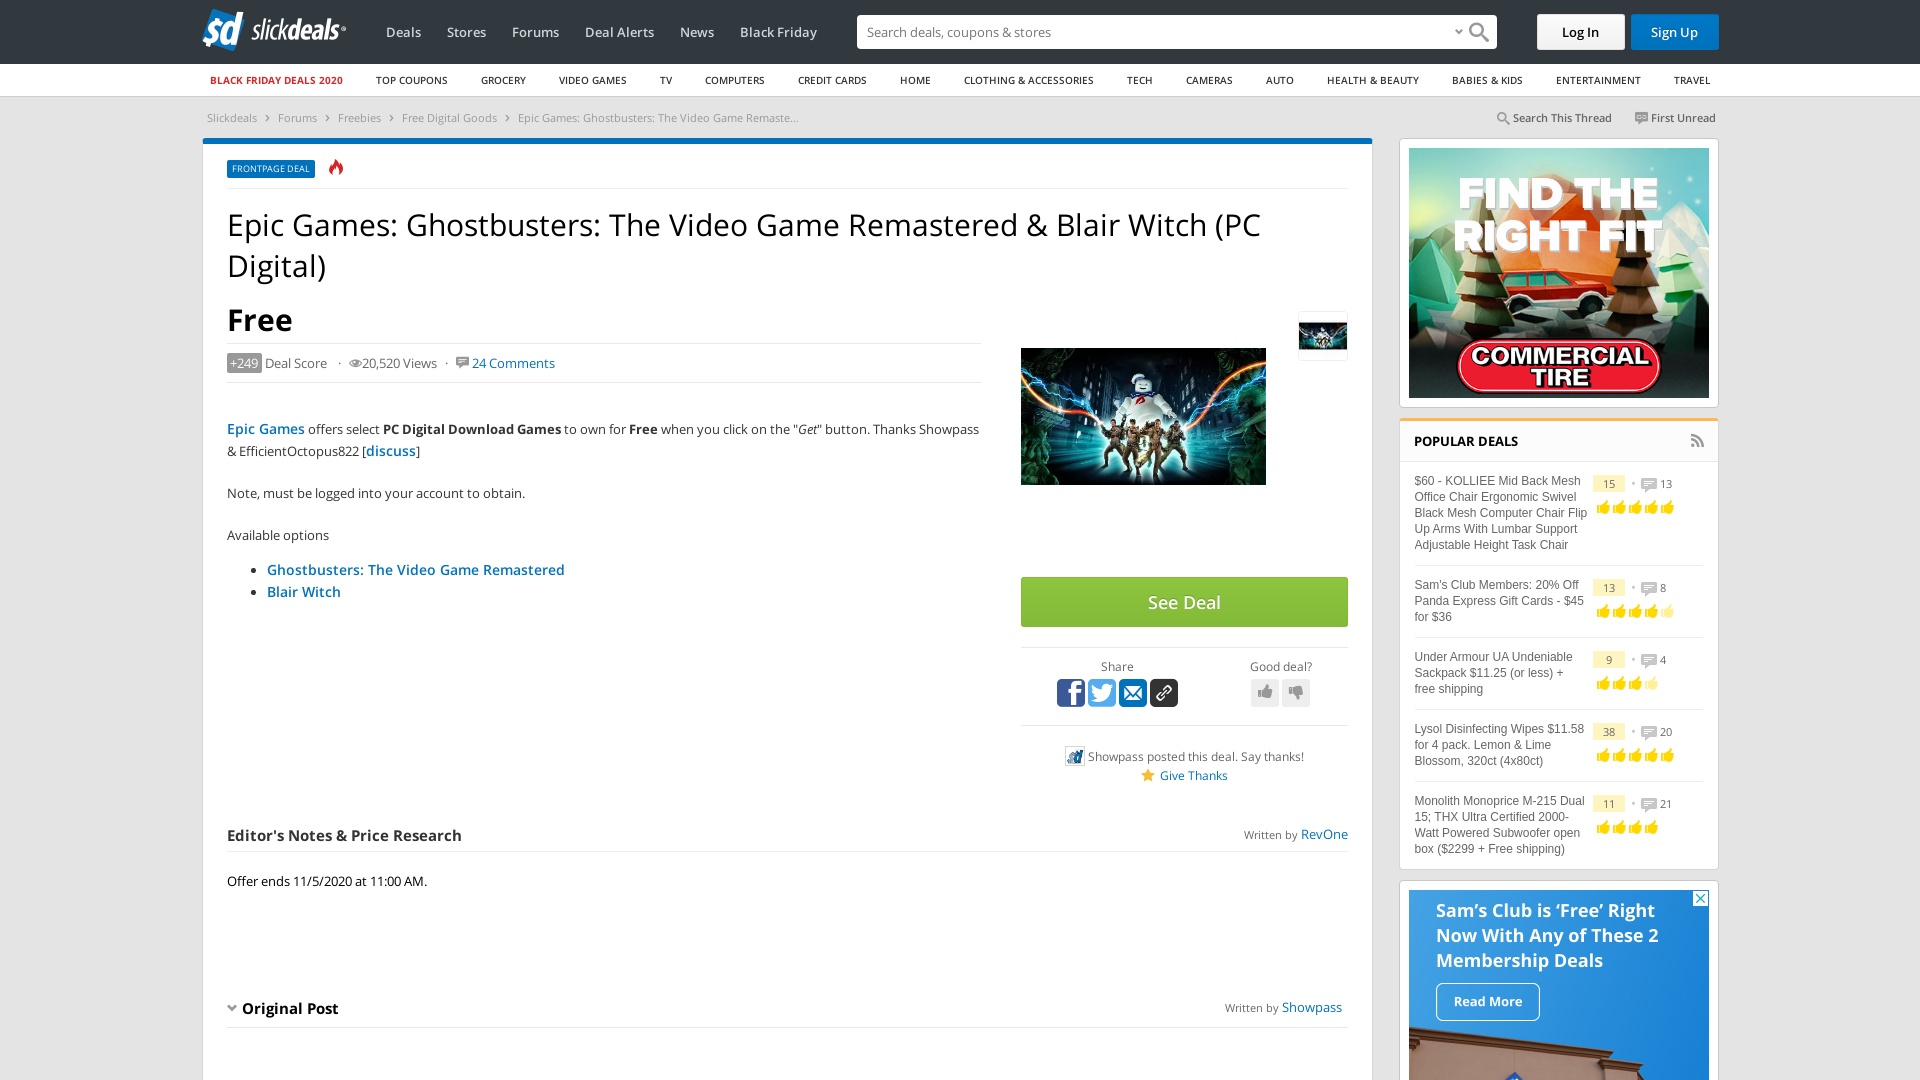 sd slickdeals
Deals Stores Forums Deal Alerts News Black Friday
Search deals, coupons & shopping
Log In Sign Up
BLACK FRIDAY DEALS 2020 TOP COUPONS GROCERY VIDEO GAMES TV COMPUTERS CREDIT CARDS HOME CLOTHING & ACCESSORIES TECH CAMERAS AUTO HEALTH & BEAUTY BABIES & KIDS ENTERTAINMENT TRAVEL
Slickdeals Forums Freebies Free Digital Goods Epic Games: Ghostbusters: The Video Game Remaste...
Search This Thread First Unread
FRONTPAGE DEAL
Epic Games: Ghostbusters: The Video Game Remastered & Blair Witch (PC
Digital)
Free
+249 Deal Score · 20,520 Views · 24 Comments
Epic Games offers select PC Digital Download Games to own for Free when you click on the "Get" button. Thanks Showpass
& EfficientOctopus822 [discuss]
Note, must be logged into your account to obtain.
Available options
• Ghostbusters: The Video Game Remastered
• Blair Witch
See Deal
Share
Good deal?
Showpass posted this deal. Say thanks!
Give Thanks
Editor's Notes & Price Research
Written by RevOne
Offer ends 11/5/2020 at 11:00 AM.
Original Post
Written by Showpass
FIND THE
RIGHT FIT
COMMERCIAL
TIRE
POPULAR DEALS
$60 - KOLLIEE Mid Back Mesh
Office Chair Ergonomic Swivel
Black Mesh Computer Chair Flip
Up Arms With Lumbar Support
Adjustable Height Task Chair
15 • 13
Sam's Club Members: 20% Off
Panda Express Gift Cards - $45
for $36
13 • 8
Under Armour UA Undeniable
Sackpack $11.25 (or less) +
free shipping
9 • 4
Lysol Disinfecting Wipes $11.58
for 4 pack. Lemon & Lime
Blossom, 320ct (4x80ct)
38 • 20
Monolith Monoprice M-215 Dual
15; THX Ultra Certified 2000-
Watt Powered Subwoofer open
box ($2299 + Free shipping)
11 • 21
Sam's Club is 'Free' Right
Now With Any of These 2
Membership Deals
Read More